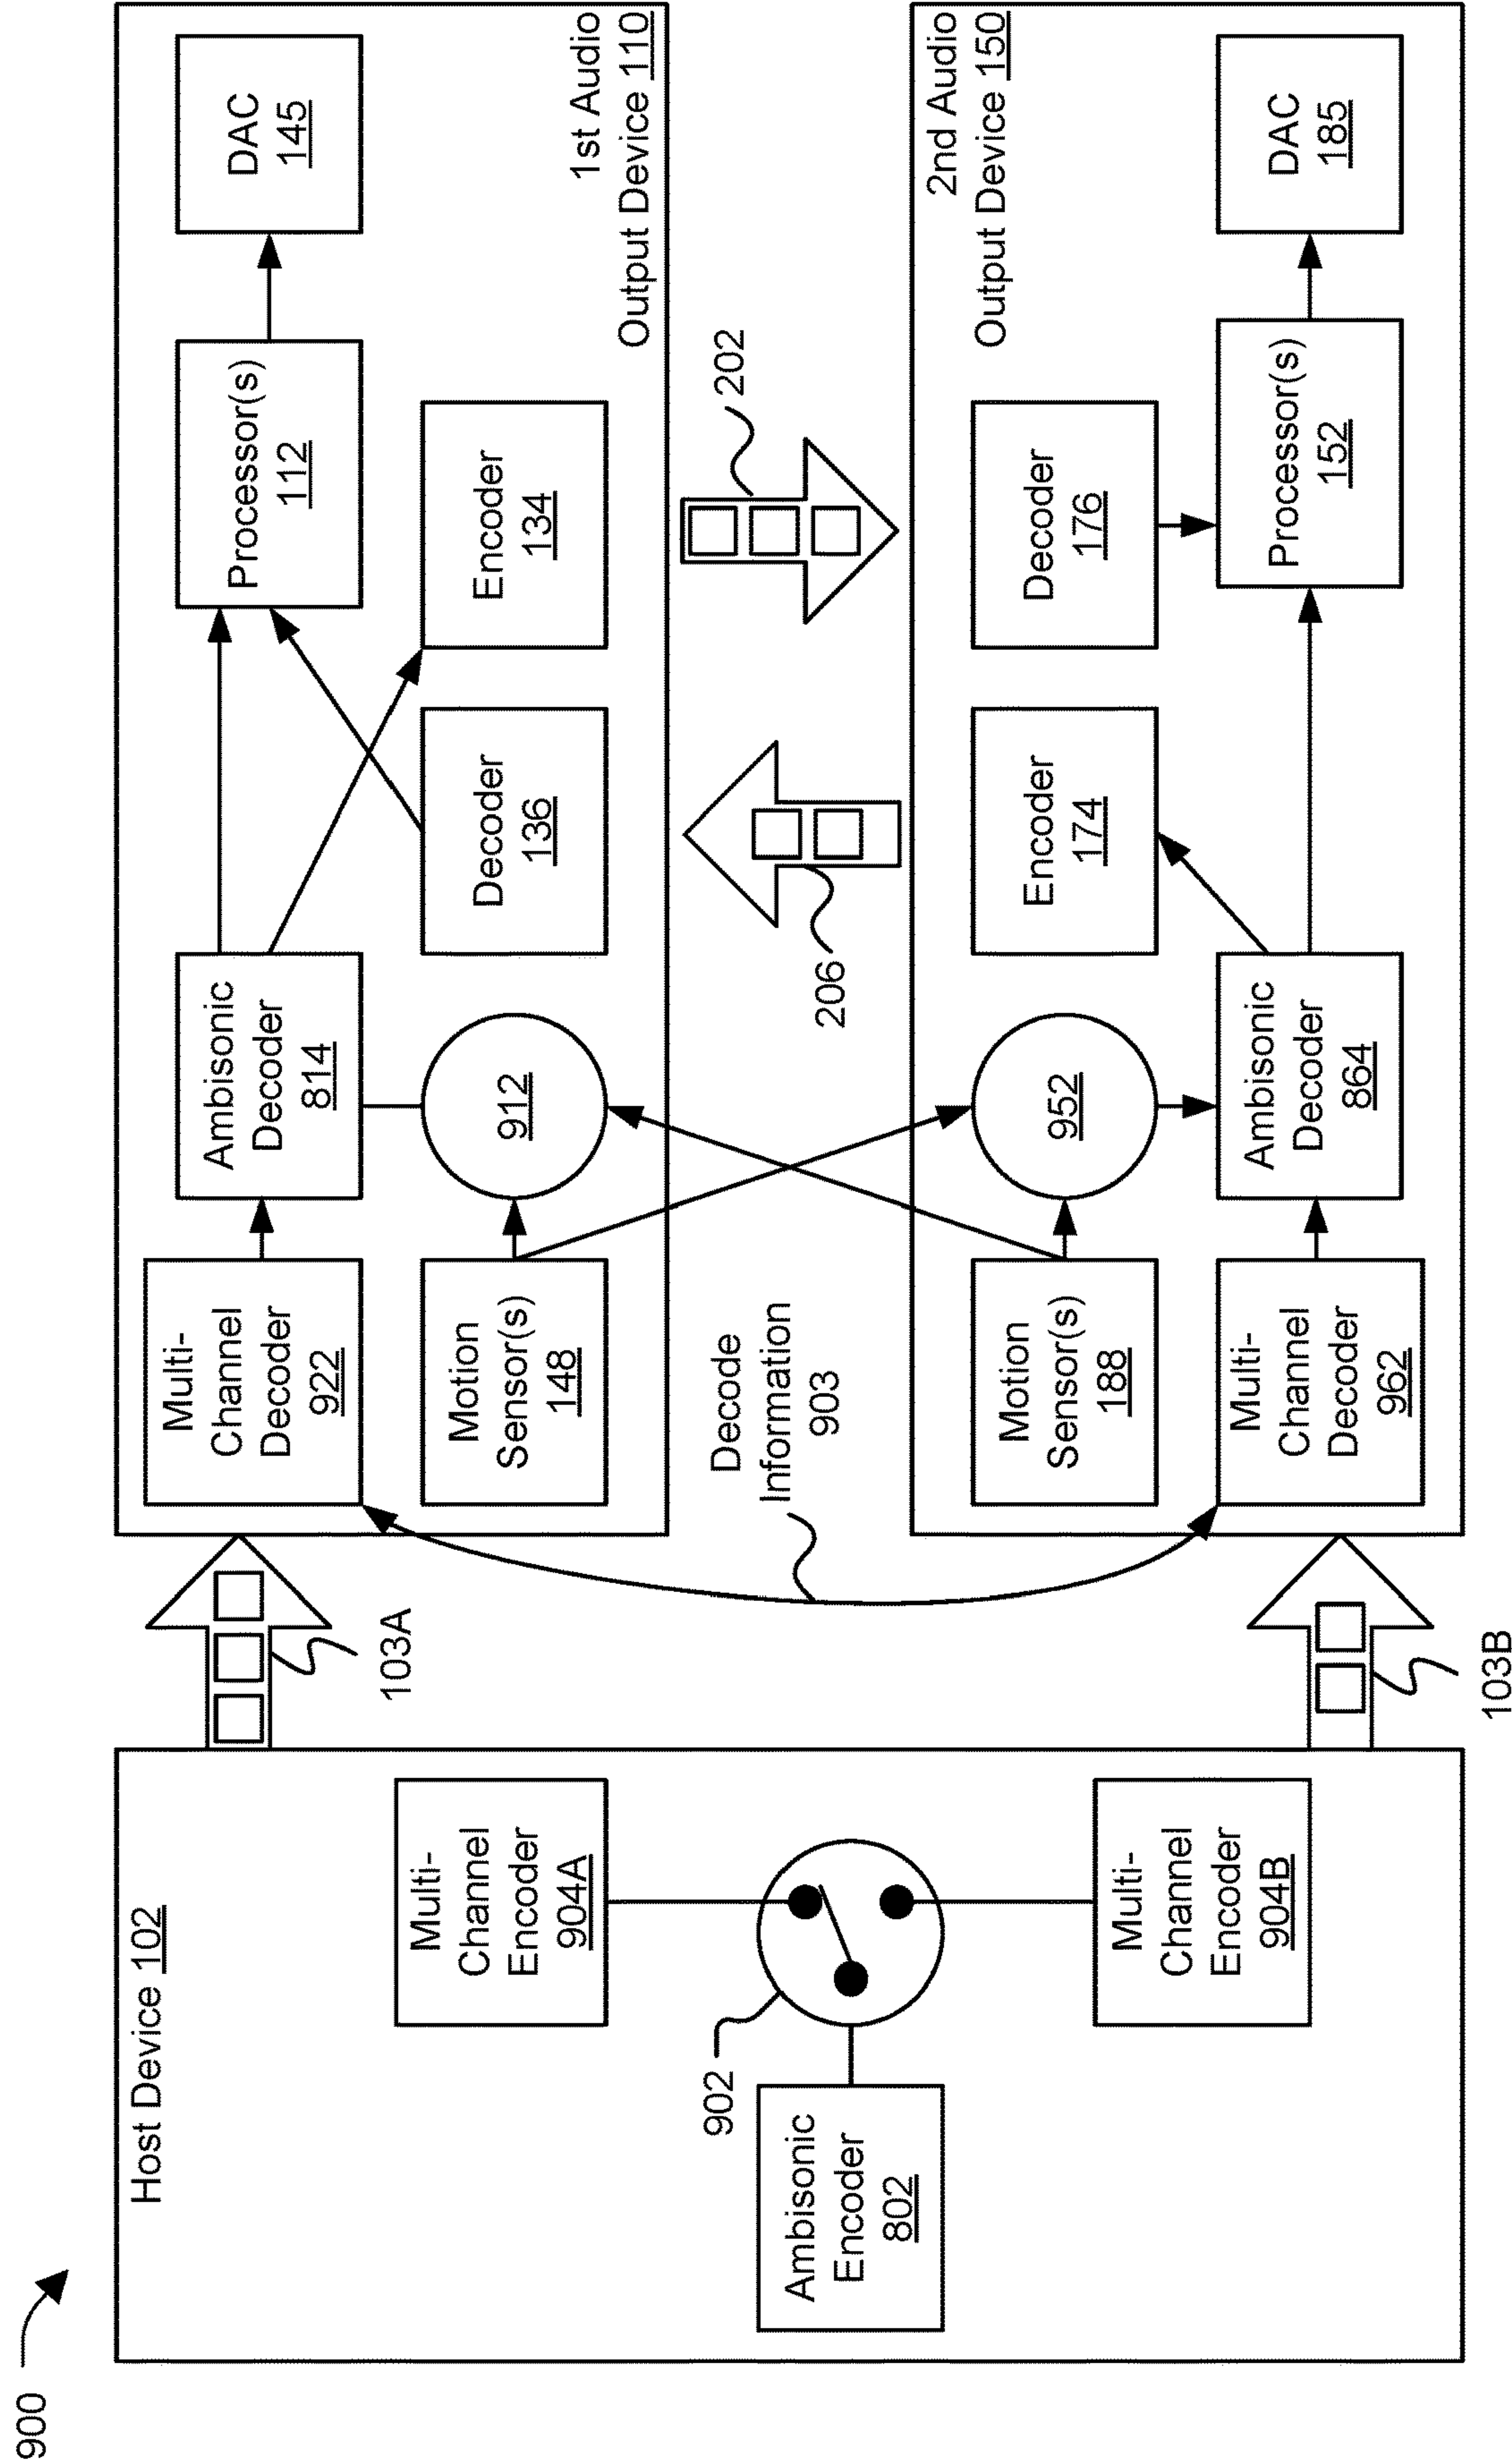 900
Host Device 102
Ambisonic
Encoder
802
902
Multi-
Channel
Encoder
904A
Multi-
Channel
Encoder
904B
103A
103B
Decode
Information
903
1st Audio
Output Device 110
Multi-
Channel
Decoder
922
Motion
Sensor(s)
148
Ambisonic
Decoder
814
912
Decoder
136
Encoder
134
Processor(s)
112
DAC
145
206
202
2nd Audio
Output Device 150
Motion
Sensor(s)
188
Multi-
Channel
Decoder
962
952
Ambisonic
Decoder
864
Encoder
174
Decoder
176
Processor(s)
152
DAC
185